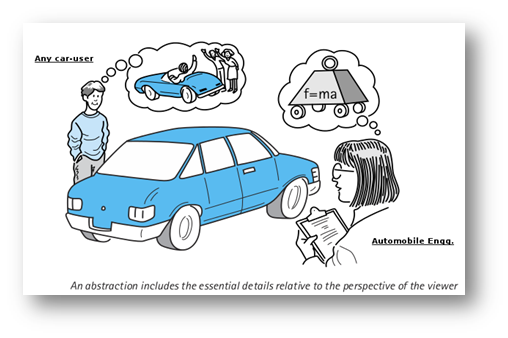 Any car-user
f=ma
Automobile Engg.
An abstraction includes the essential details relative to the perspective of the viewer